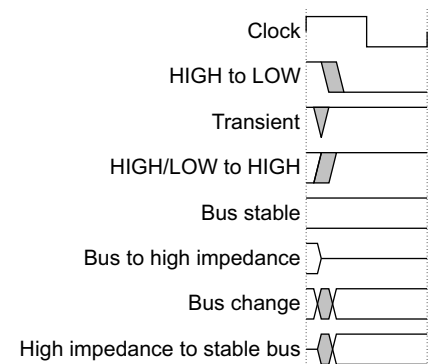 Clock
HIGH to LOW
Transient
HIGH/LOW to HIGH
Bus stable
Bus to high impedance
Bus change
High impedance to stable bus